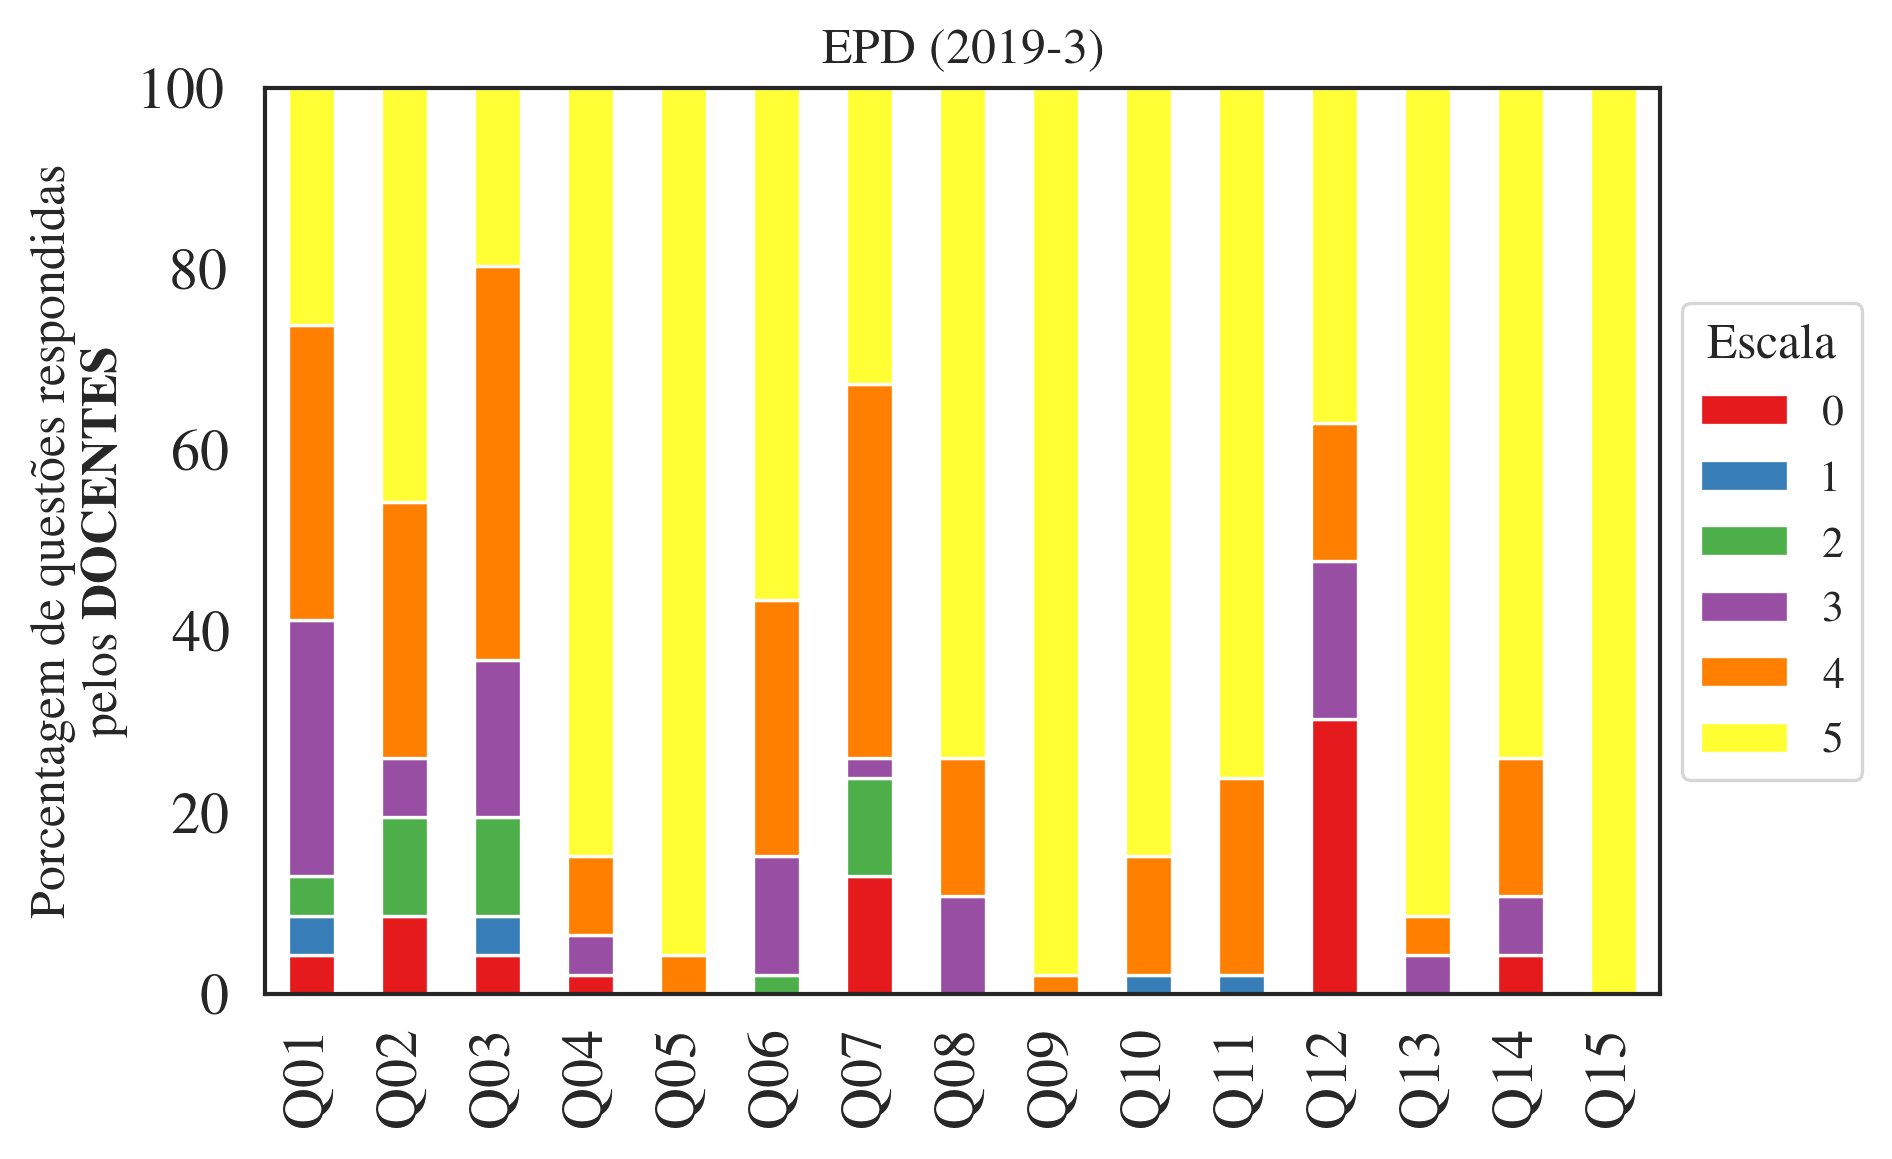 EPD (2019-3)
Porcentagem de questões respondidas
pelos DOCENTES
100
80
60
40
20
0
Q01
Q02
Q03
Q04
Q05
Q06
Q07
Q08
Q09
Q10
Q11
Q12
Q13
Q14
Q15
Escala
0
1
2
3
4
5